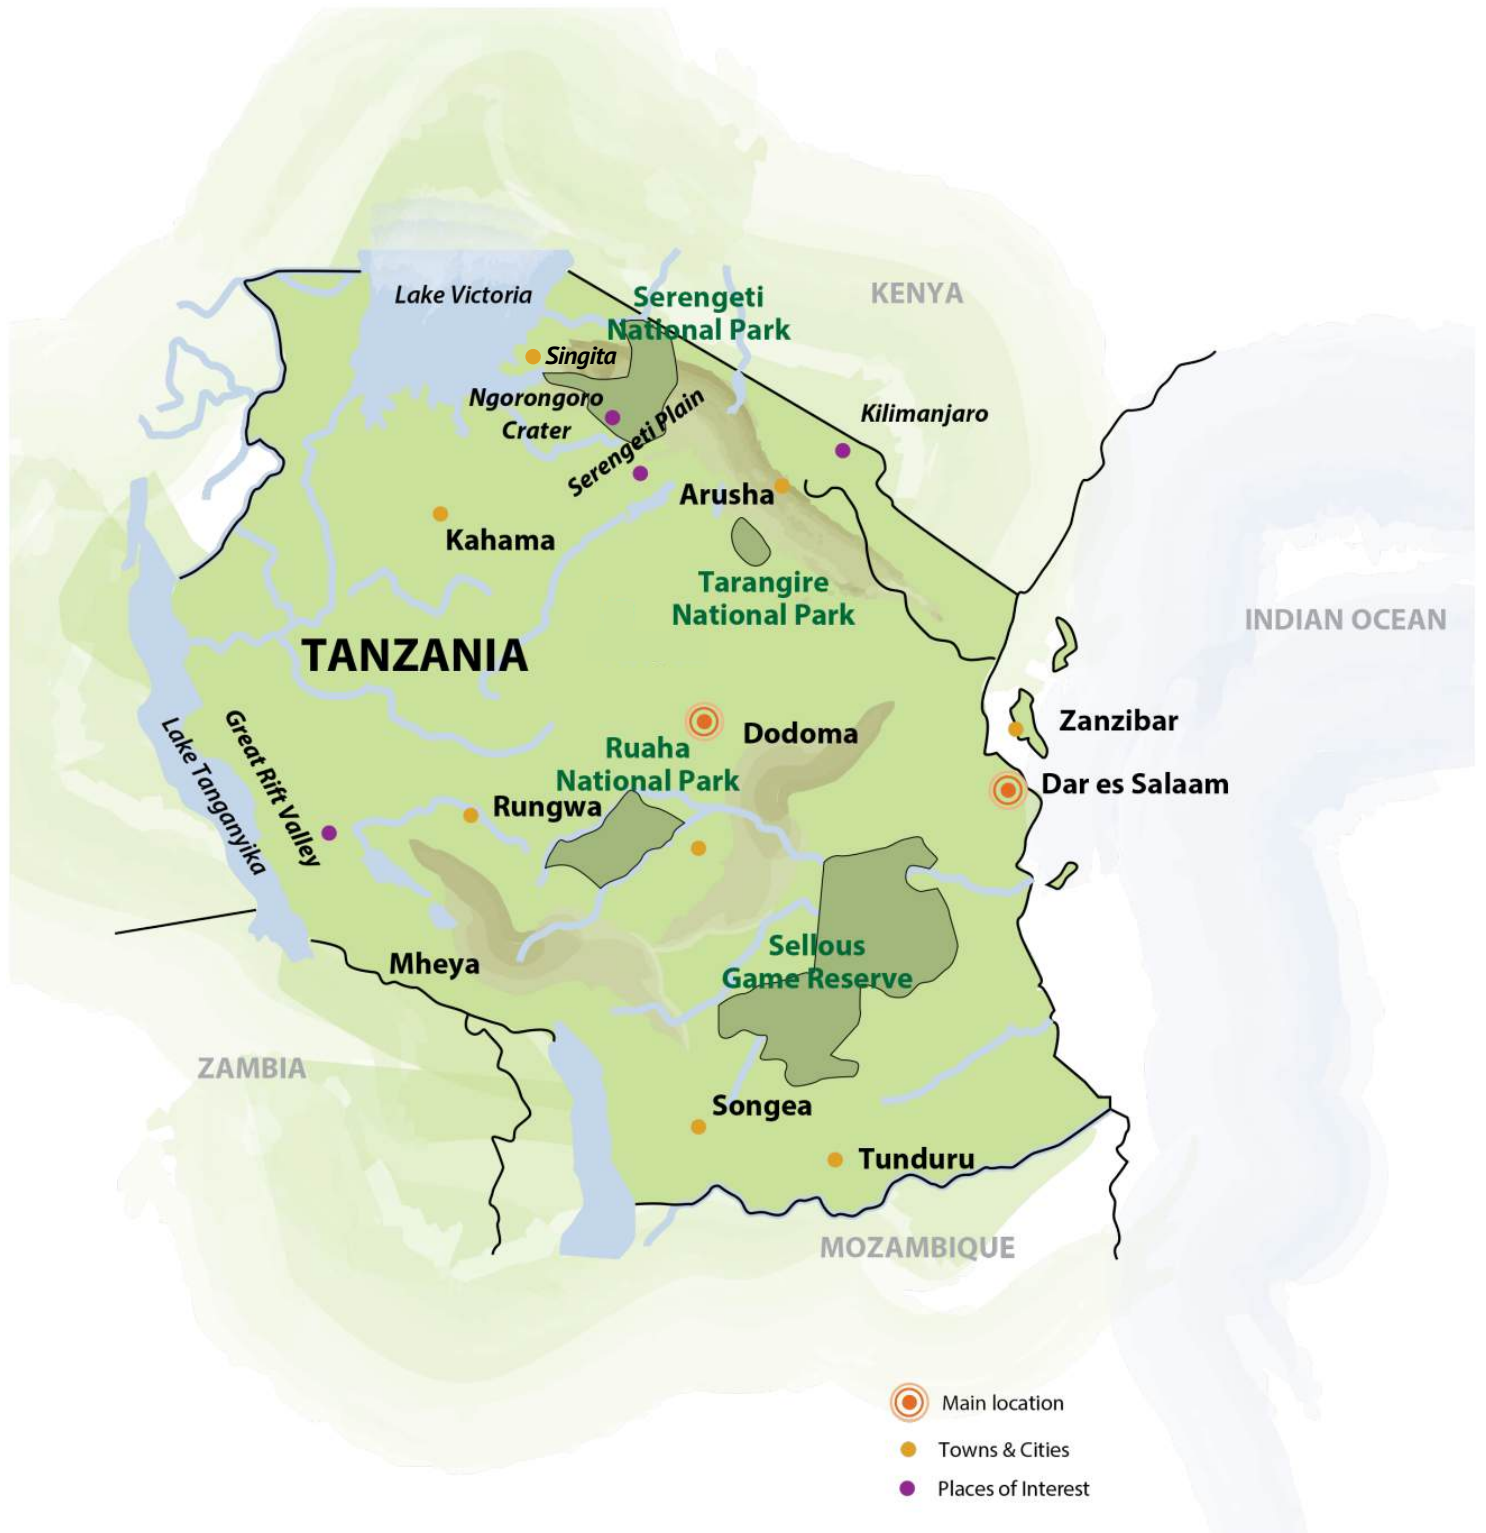 Lake Victoria
Serengeti
National Park
KENYA
Singita
Ngorongoro
Crater
Serengeti Plain
Kilimanjaro
Arusha
Kahama
Tarangire
National Park
INDIAN OCEAN
TANZANIA
Lake Tanganyika
Great Rift Valley
Dodoma
Zanzibar
Ruaha
National Park
Dar es Salaam
Rungwa
Sellous
Game Reserve
Mheya
ZAMBIA
Songea
Tunduru
MOZAMBIQUE
Main location
Towns & Cities
Places of Interest